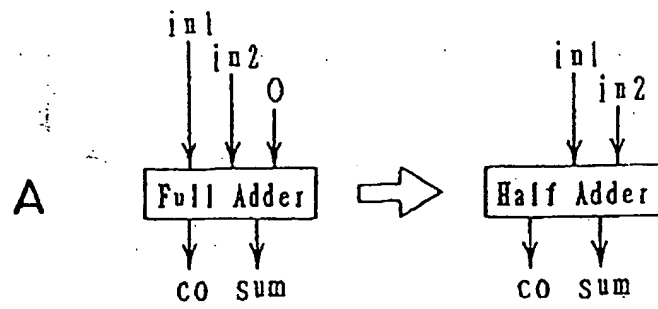 in1
in2
0
in1
in2
A
Full Adder
Half Adder
co sum
co sum